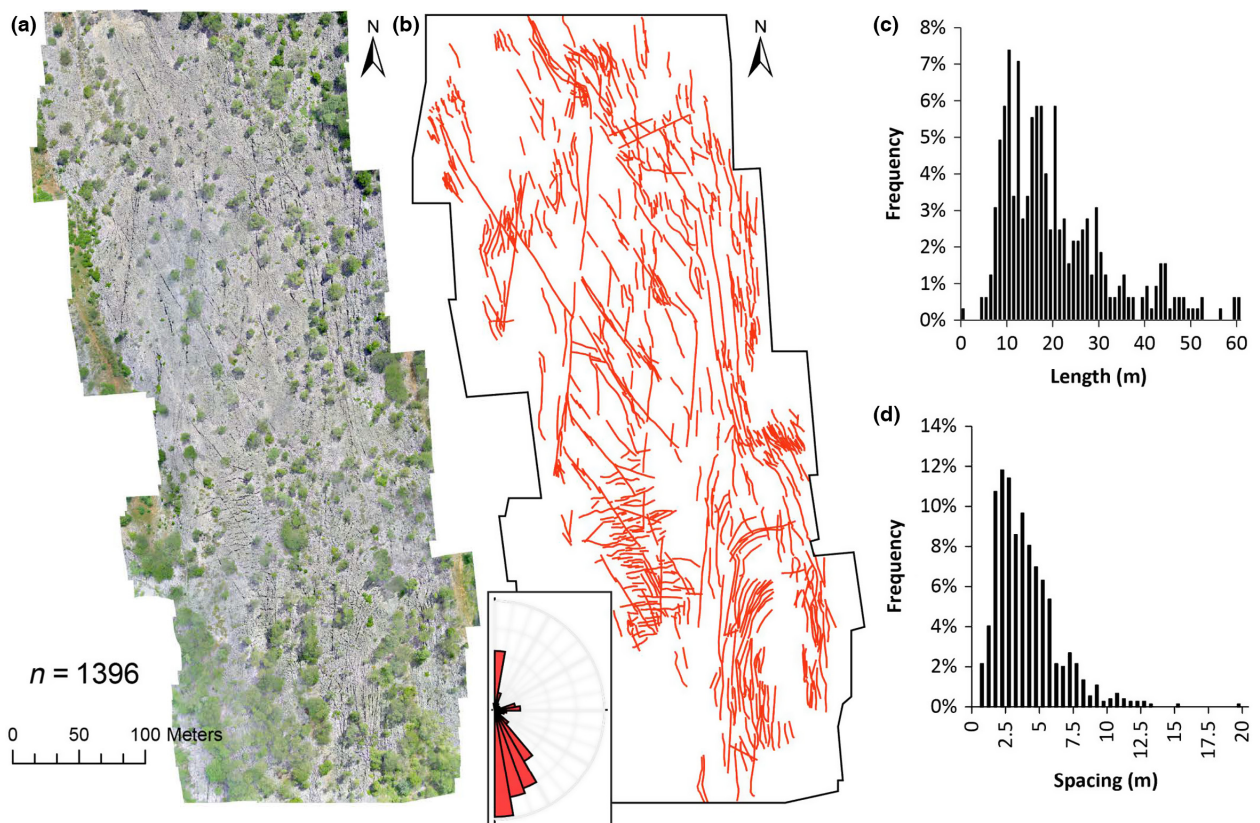 (a)
N
n = 1396
0 50 100 Meters
(b)
N
(c)
8%
7%
6%
5%
4%
3%
2%
1%
0%
Frequency
0 10 20 30 40 50 60
Length (m)
(d)
14%
12%
10%
8%
6%
4%
2%
0%
Frequency
2.5 5 7.5 10 12.5 15 17.5 20
Spacing (m)